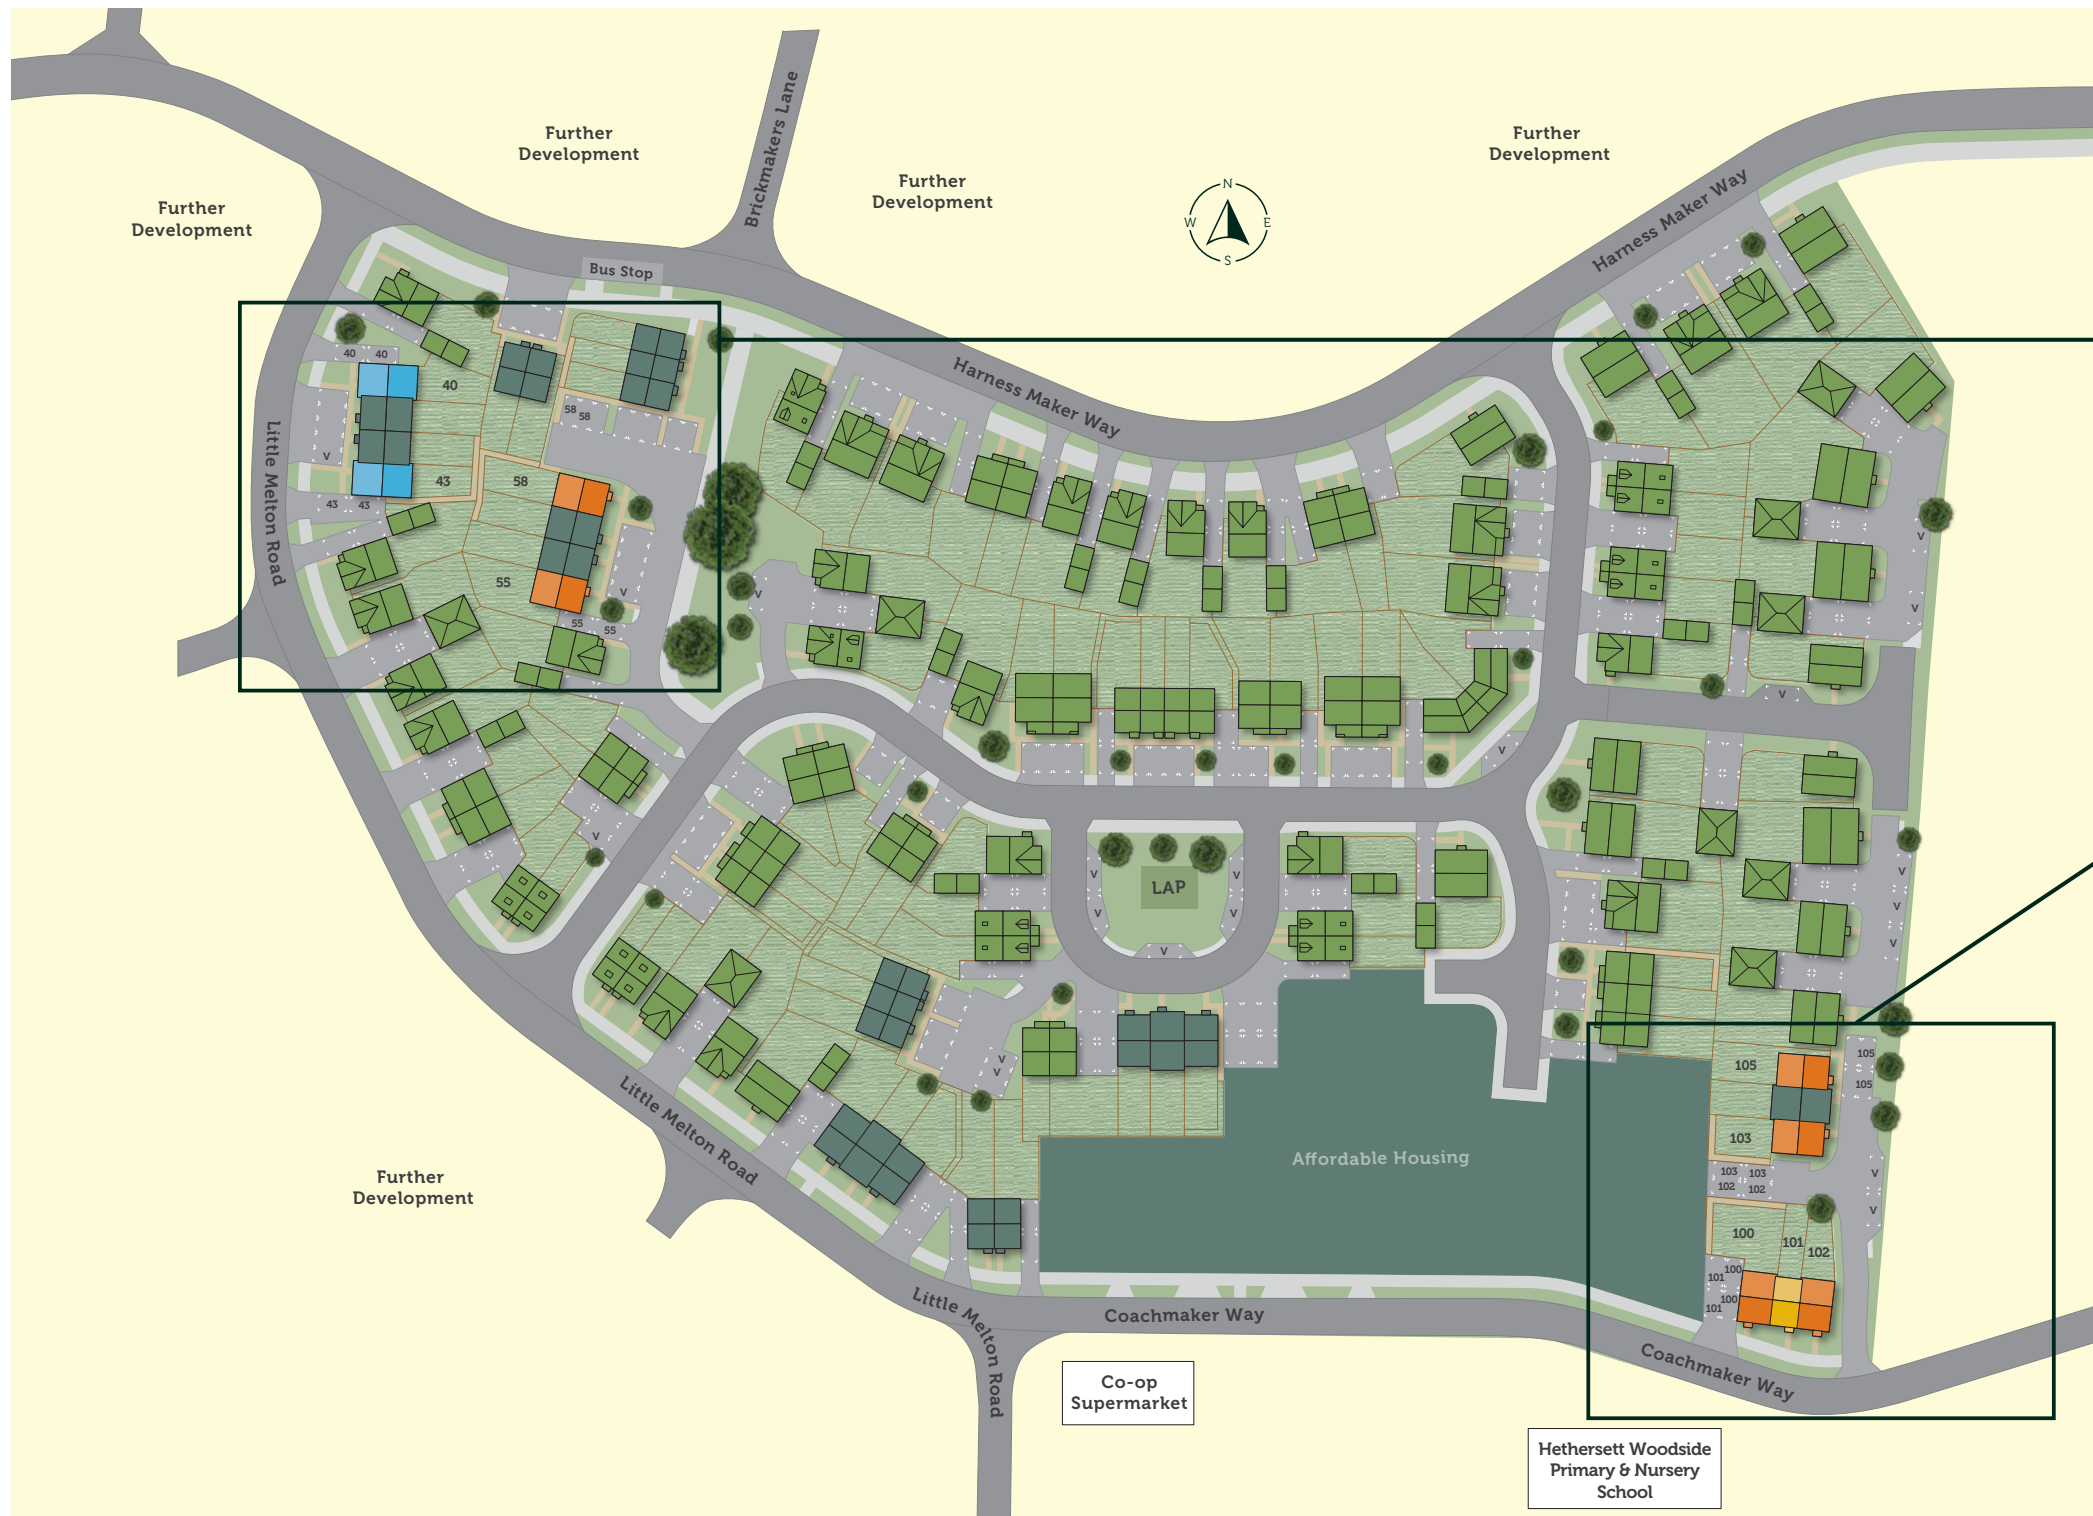 Further
Development
Further
Development
Further
Development
Further
Development
Brickmakers Lane
N
W
E
S
Harness Maker Way
Bus Stop
Harness Maker Way
Little Melton Road
40
40
40
58
58
V
43
58
43
43
55
V
55
55
V
V
V
V
V
V
V
LAP
V
V
V
V
V
V
V
V
V
V
105
105
105
103
103
103
102
102
V
V
100
101
102
101
100
100
101
Affordable Housing
Little Melton Road
Further
Development
Little Melton Road
Coachmaker Way
Coachmaker Way
Co-op
Supermarket
Hethersett Woodside
Primary & Nursery
School